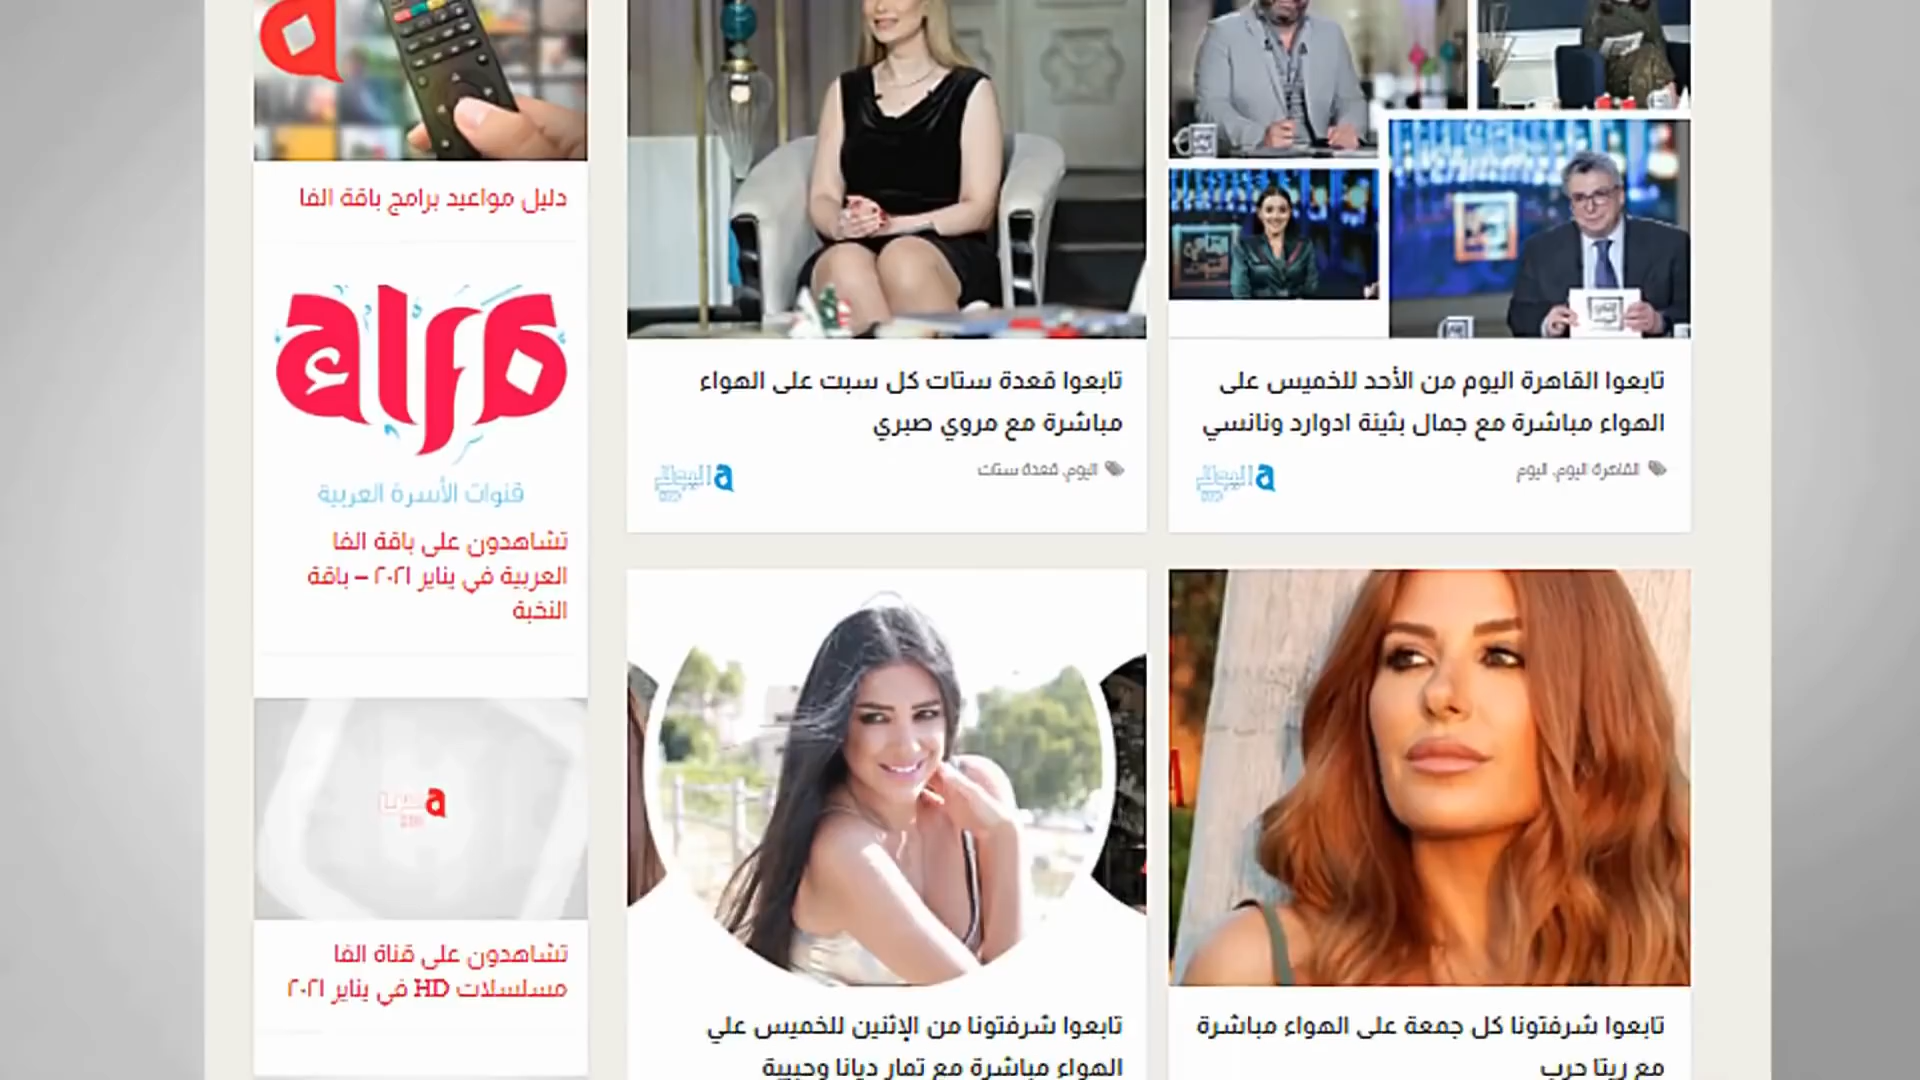 تابعوا القاهرة اليوم من الأحد للخميس على
الهواء مباشرة مع جمال بثينة ادوارد ونانسي
القاهرة اليوم, اليوم
اليوم a
تابعوا قعدة ستات كل سبت على الهواء
مباشرة مع مروي صبري
اليوم, قعدة ستات
اليوم a
تابعوا شرفتونا كل جمعة على الهواء مباشرة
مع ريتا حرب
تابعوا شرفتونا من الإثنين للخميس علي
الهواء مباشرة مع تمار ديانا وحبيبة
a
دليل مواعيد برامج باقة الفا
قنوات الأسرة العربية
تشاهدون على باقة الفا
العربية في يناير ٢٠٢١ – باقة
النخبة
a
تشاهدون على قناة الفا
مسلسلات HD في يناير ٢٠٢١